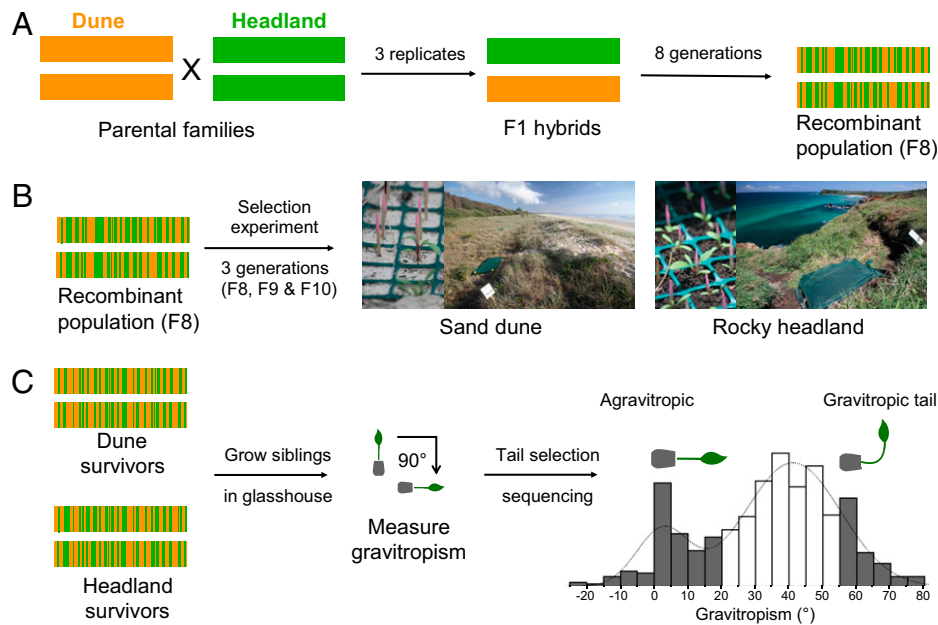 A
Dune
Headland
X
3 replicates
8 generations
Parental families
F1 hybrids
Recombinant
population (F8)
B
Selection
experiment
3 generations
(F8, F9 & F10)
Recombinant
population (F8)
Sand dune
Rocky headland
C
Dune
survivors
Headland
survivors
Grow siblings
in glasshouse
90°
Measure
gravitropism
Tail selection
sequencing
Agravitropic
Gravitropic tail
-20 -10 0 10 20 30 40 50 60 70 80
Gravitropism (°)